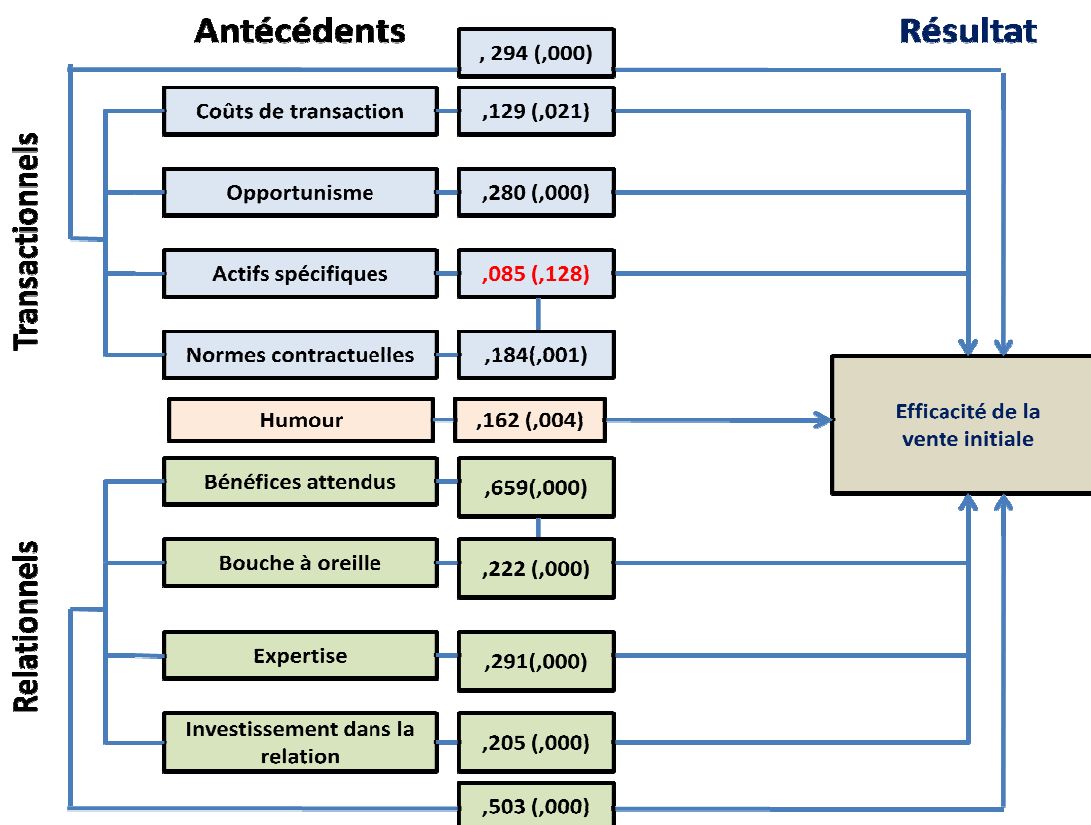 Antécédents
Résultat
, 294 (,000)
Transactionnels
Coûts de transaction
,129 (,021)
Opportunisme
,280 (,000)
Actifs spécifiques
,085 (,128)
Normes contractuelles
,184(,001)
Humour
,162 (,004)
Efficacité de la
vente initiale
Relationnels
Bénéfices attendus
,659(,000)
Bouche à oreille
,222 (,000)
Expertise
,291(,000)
Investissement dans la
relation
,205 (,000)
,503 (,000)